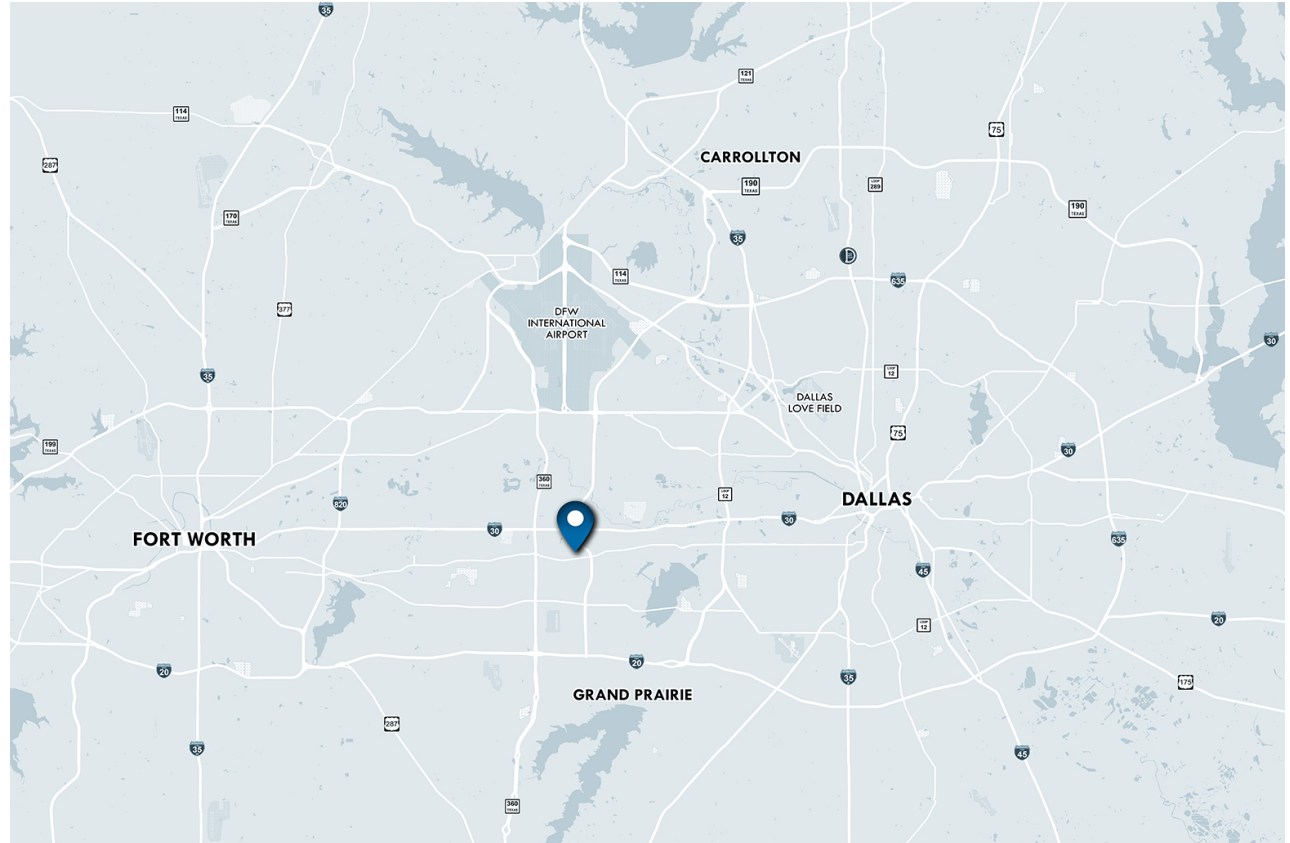 35
121
TEXAS
114
TEXAS
75
CARROLLTON
287
190
TEXAS
LOOP
289
190
TEXAS
170
TEXAS
35
D
114
TEXAS
635
377
DFW
INTERNATIONAL
AIRPORT
30
35
LOOP
12
DALLAS
LOVE FIELD
75
199
TEXAS
30
360
TEXAS
LOOP
12
820
DALLAS
30
30
FORT WORTH
635
45
20
LOOP
12
20
20
35
175
GRAND PRAIRIE
287
35
45
360
TEXAS